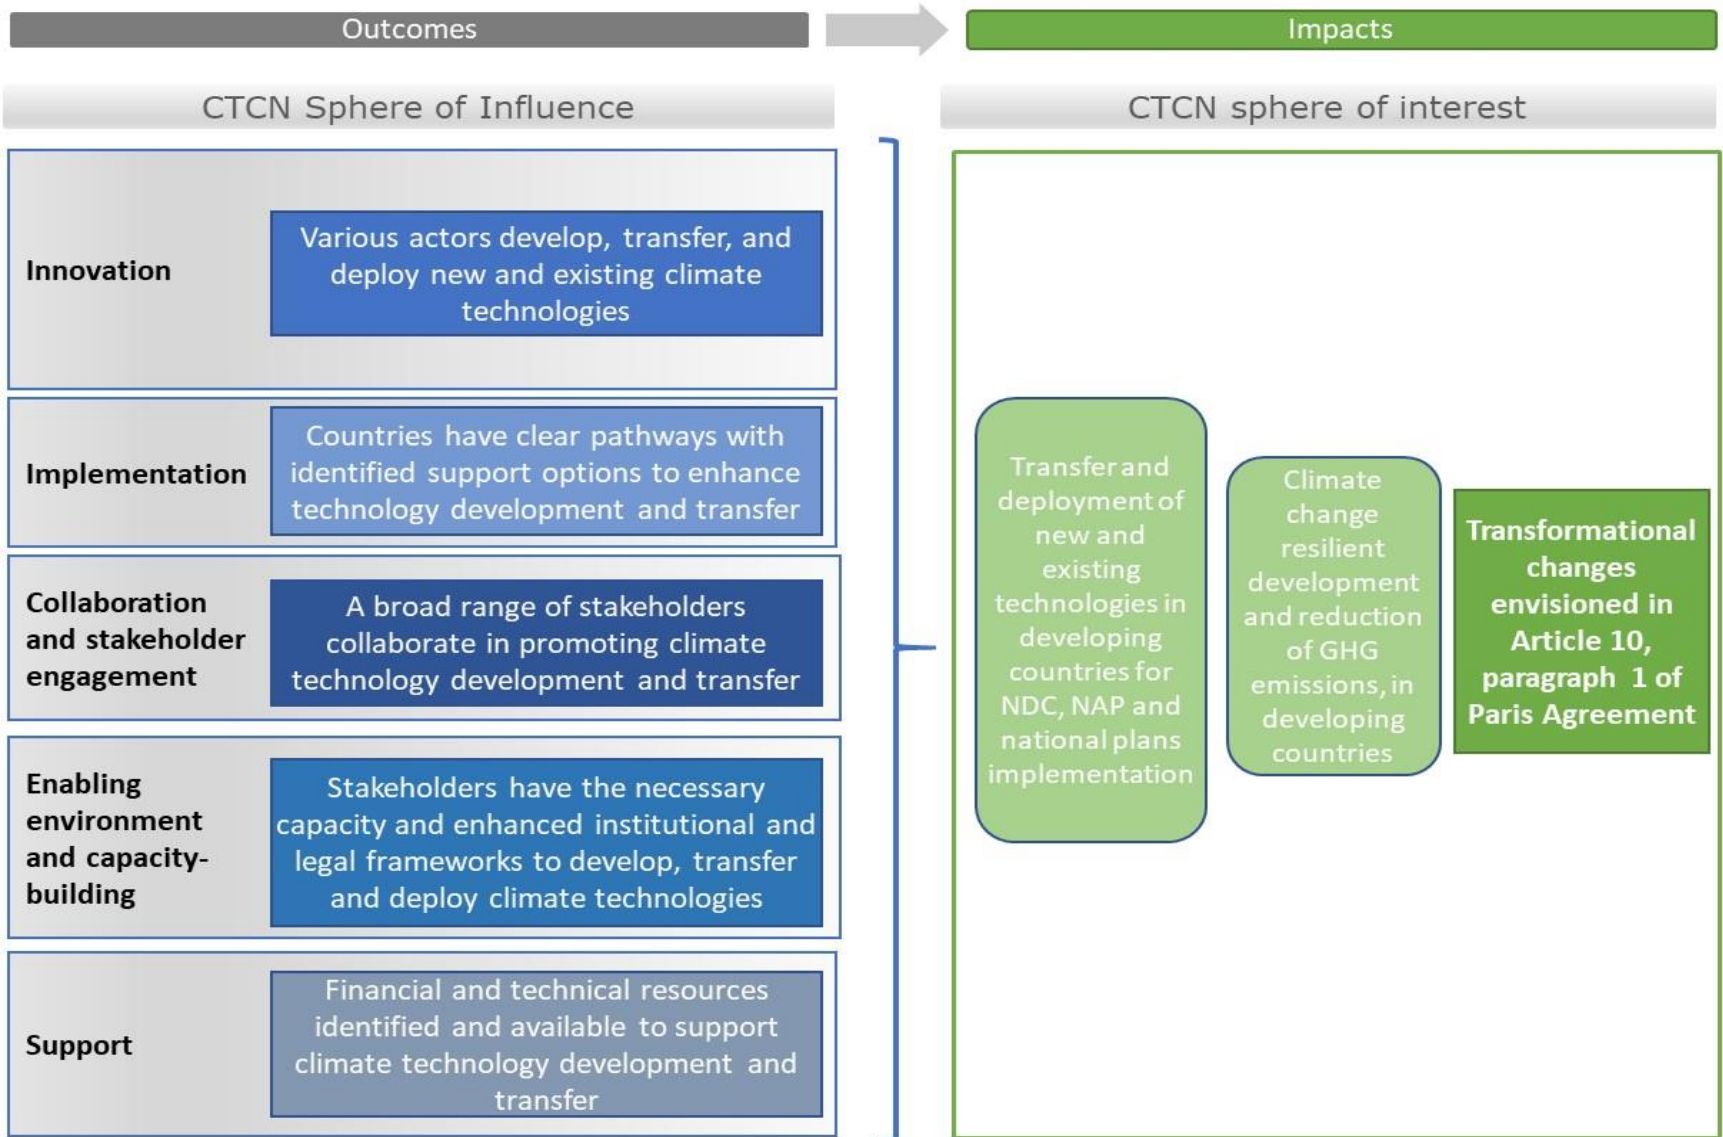 Outcomes
Impacts
CTCN Sphere of Influence
CTCN sphere of interest
Innovation
Various actors develop, transfer, and
deploy new and existing climate
technologies
Implementation
Countries have clear pathways with
identified support options to enhance
technology development and transfer
Collaboration
and stakeholder
engagement
A broad range of stakeholders
collaborate in promoting climate
technology development and transfer
Enabling
environment
and capacity-
building
Stakeholders have the necessary
capacity and enhanced institutional and
legal frameworks to develop, transfer
and deploy climate technologies
Support
Financial and technical resources
identified and available to support
climate technology development and
transfer
Transfer and
deployment of
new and
existing
technologies in
developing
countries for
NDC, NAP and
national plans
implementation
Climate
change
resilient
development
and reduction
of GHG
emissions, in
developing
countries
Transformational
changes
envisioned in
Article 10,
paragraph 1 of
Paris Agreement